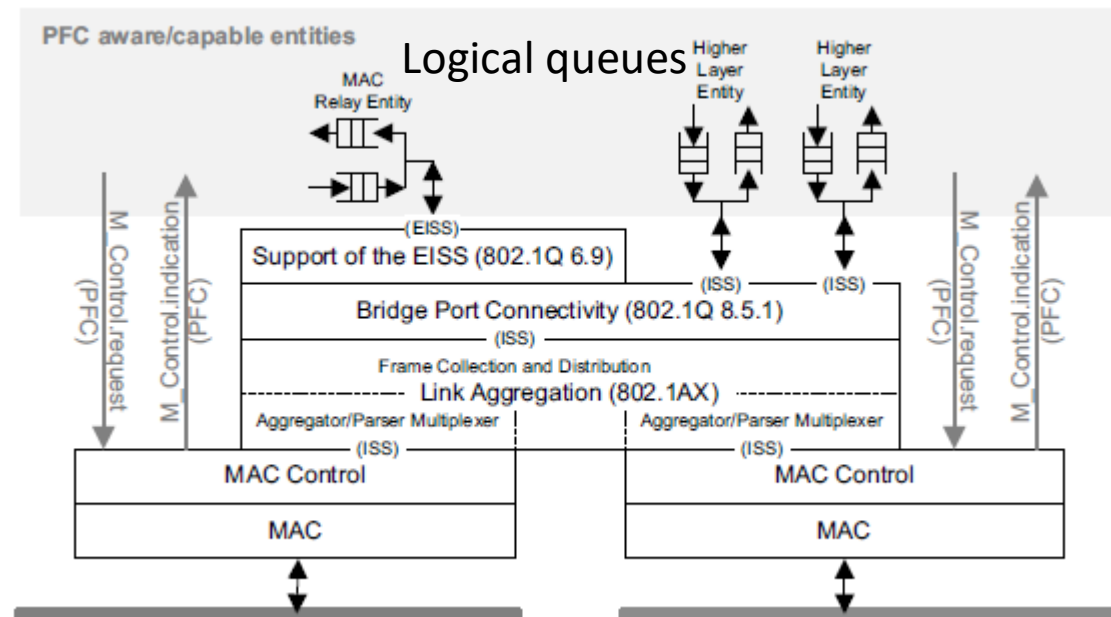 PFC aware/capable entities
Logical queues
MAC
Relay Entity
Higher
Layer
Entity
Higher
Layer
Entity
M_Control.request
(PFC)
M_Control.indication
(PFC)
(EISS)
Support of the EISS (802.1Q 6.9)
(ISS)
(ISS)
Bridge Port Connectivity (802.1Q 8.5.1)
(ISS)
Frame Collection and Distribution
Link Aggregation (802.1AX)
Aggregator/Parser Multiplexer
Aggregator/Parser Multiplexer
(ISS)
(ISS)
MAC Control
MAC Control
MAC
MAC
M_Control.request
(PFC)
M_Control.indication
(PFC)